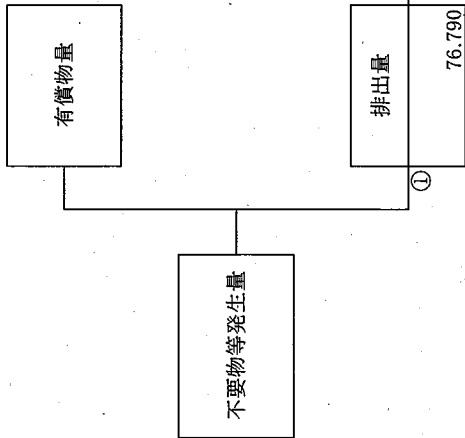 不要物等発生量
有償物量
①
排出量
76.790